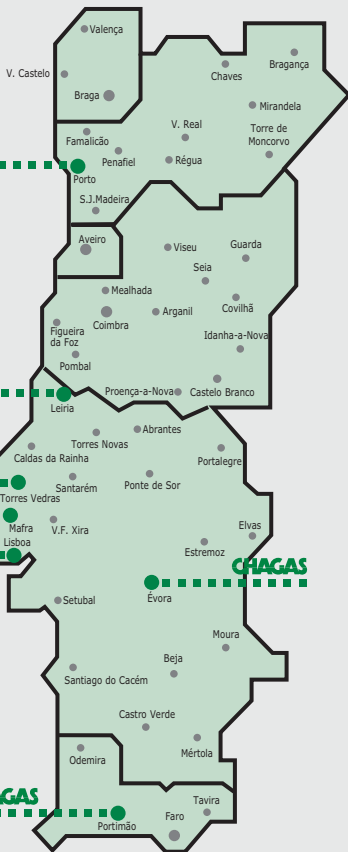 Valença
Bragança
Chaves
V. Castelo
Braga
Mirandela
V. Real
Torre de
Moncorvo
Famalicão
Penafiel
Régua
Porto
S.J.Madeira
Aveiro
Viseu
Guarda
Seia
Mealhada
Covilhã
Arganil
Coimbra
Figueira
da Foz
Idanha-a-Nova
Pombal
Proença-a-Nova
Castelo Branco
Leiria
Abrantes
Torres Novas
Caldas da Rainha
Portalegre
Ponte de Sor
Santarém
Torres Vedras
Mafra
V.F. Xira
Elvas
Lisboa
Estremoz
CHAGAS
Évora
Setubal
Moura
Beja
Santiago do Cacém
Castro Verde
Mértola
Odemira
AGAS
Tavira
Faro
Portimão